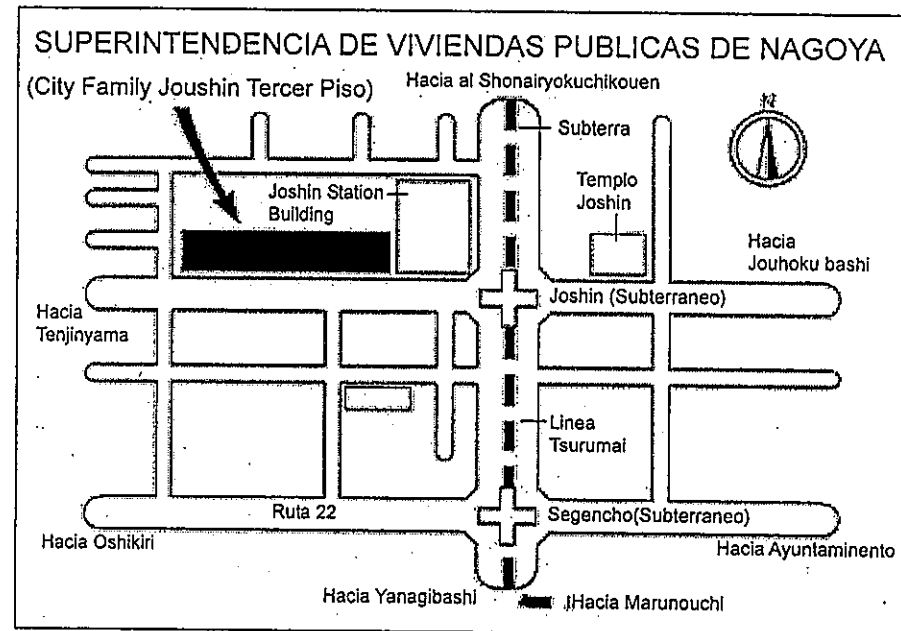 SUPERINTENDENCIA DE VIVIENDAS PUBLICAS DE NAGOYA
(City Family Joushin Tercer Piso)
Hacia al Shonairyokuchikouen
Subterra
N
Joshin Station
Building
Templo
Joshin
Hacia
Jouhoku bashi
Joshin (Subterraneo)
Hacia
Tenjinyama
Linea
Tsurumai
Ruta 22
Segencho(Subterraneo)
Hacia Oshikiri
Hacia Ayuntaminento
Hacia Yanagibashi
Hacia Marunouchi